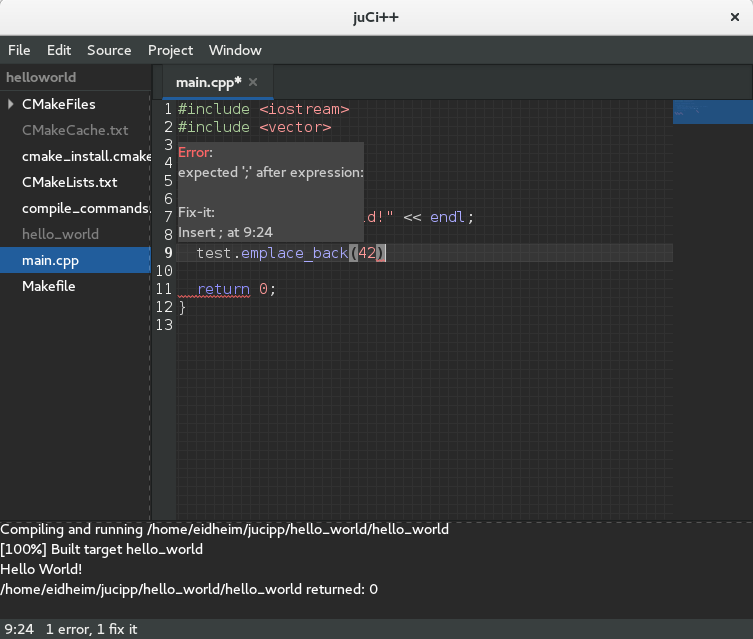 juCi++
File Edit Source Project Window
helloworld
CMakeFiles
CMakeCache.txt
cmake_install.cmake
CMakeLists.txt
compile_commands.
hello_world
main.cpp
Makefile
main.cpp*
1 #include <iostream>
2 #include <vector>
3
4
5
6
7 ld!" << endl;
8
Error:
expected ';' after expression:
Fix-it:
Insert ; at 9:24
9 test.emplace_back(42)
10
11 return 0;
12 }
13
Compiling and running /home/eidheim/jucipp/hello_world/hello_world
[100%] Built target hello_world
Hello World!
/home/eidheim/jucipp/hello_world/hello_world returned: 0
9:24 1 error, 1 fix it